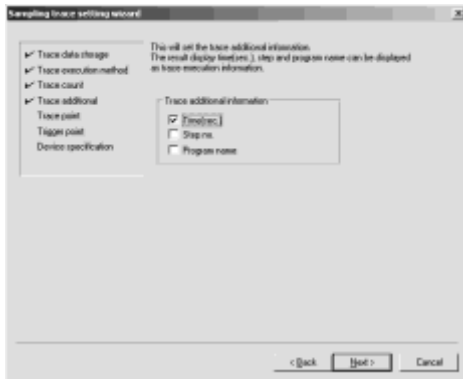 Sampling trace setting wizard
Trace data storage
Trace execution method
Trace count
Trace additional
Trace point
Trigger point
Device specification
This will set the trace additional information.
The result display time(sec.), step and program name can be displayed
as trace execution information.
Trace additional information
Time(sec.)
Step no.
Program name
< Back
Next >
Cancel